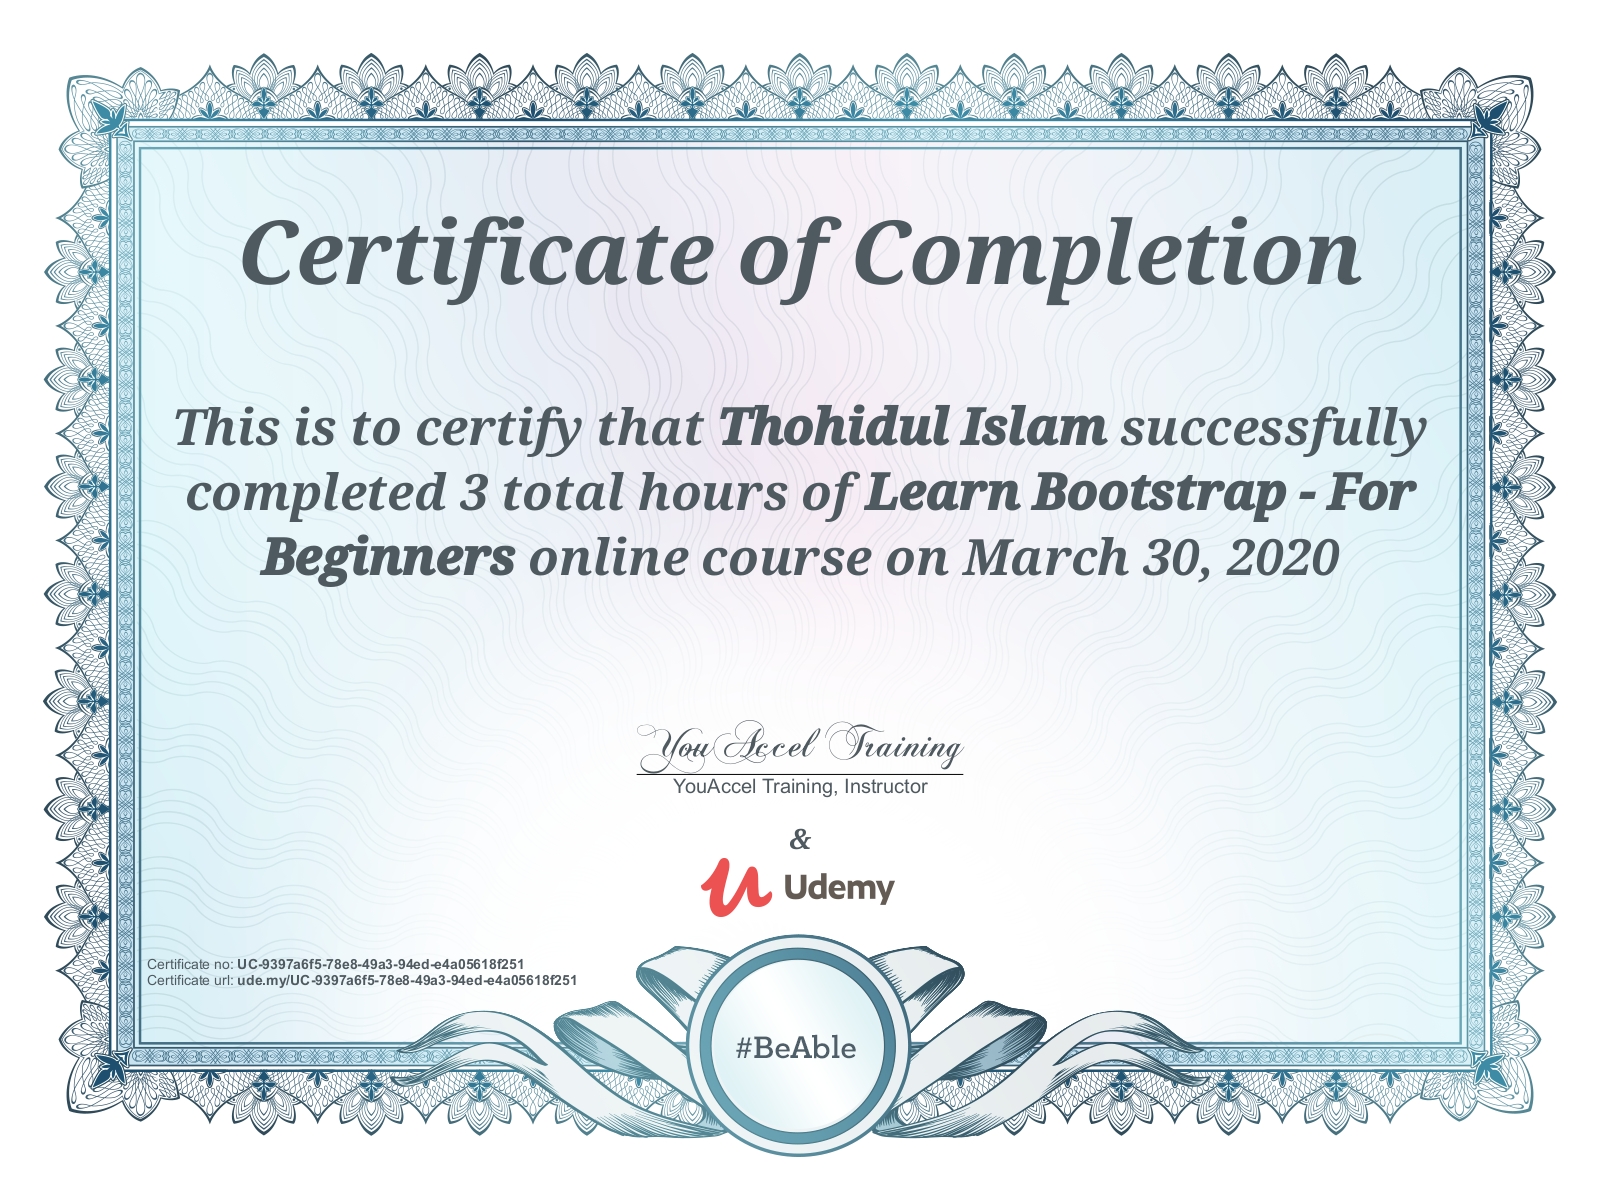 Certificate of Completion
This is to certify that Thohidul Islam successfully
completed 3 total hours of Learn Bootstrap - For
Beginners online course on March 30, 2020
YouAccel Training
YouAccel Training, Instructor
&
Udemy
Certificate no: UC-9397a6f5-78e8-49a3-94ed-e4a05618f251
Certificate url: ude.my/UC-9397a6f5-78e8-49a3-94ed-e4a05618f251
#BeAble